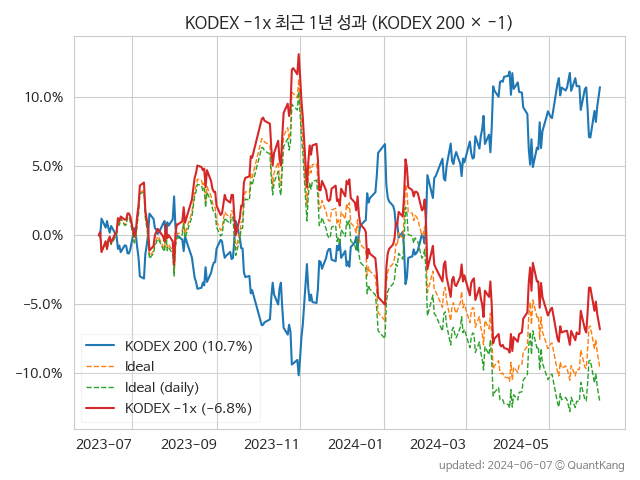 KODEX −1x 최근 1년 성과 (KODEX 200 × −1)
10.0%
5.0%
0.0%
−5.0%
−10.0%
KODEX 200 (10.7%)
Ideal
Ideal (daily)
KODEX −1x (−6.8%)
2023−07
2023−09
2023−11
2024−01
2024−03
2024−05
updated: 2024−06−07 © QuantKang